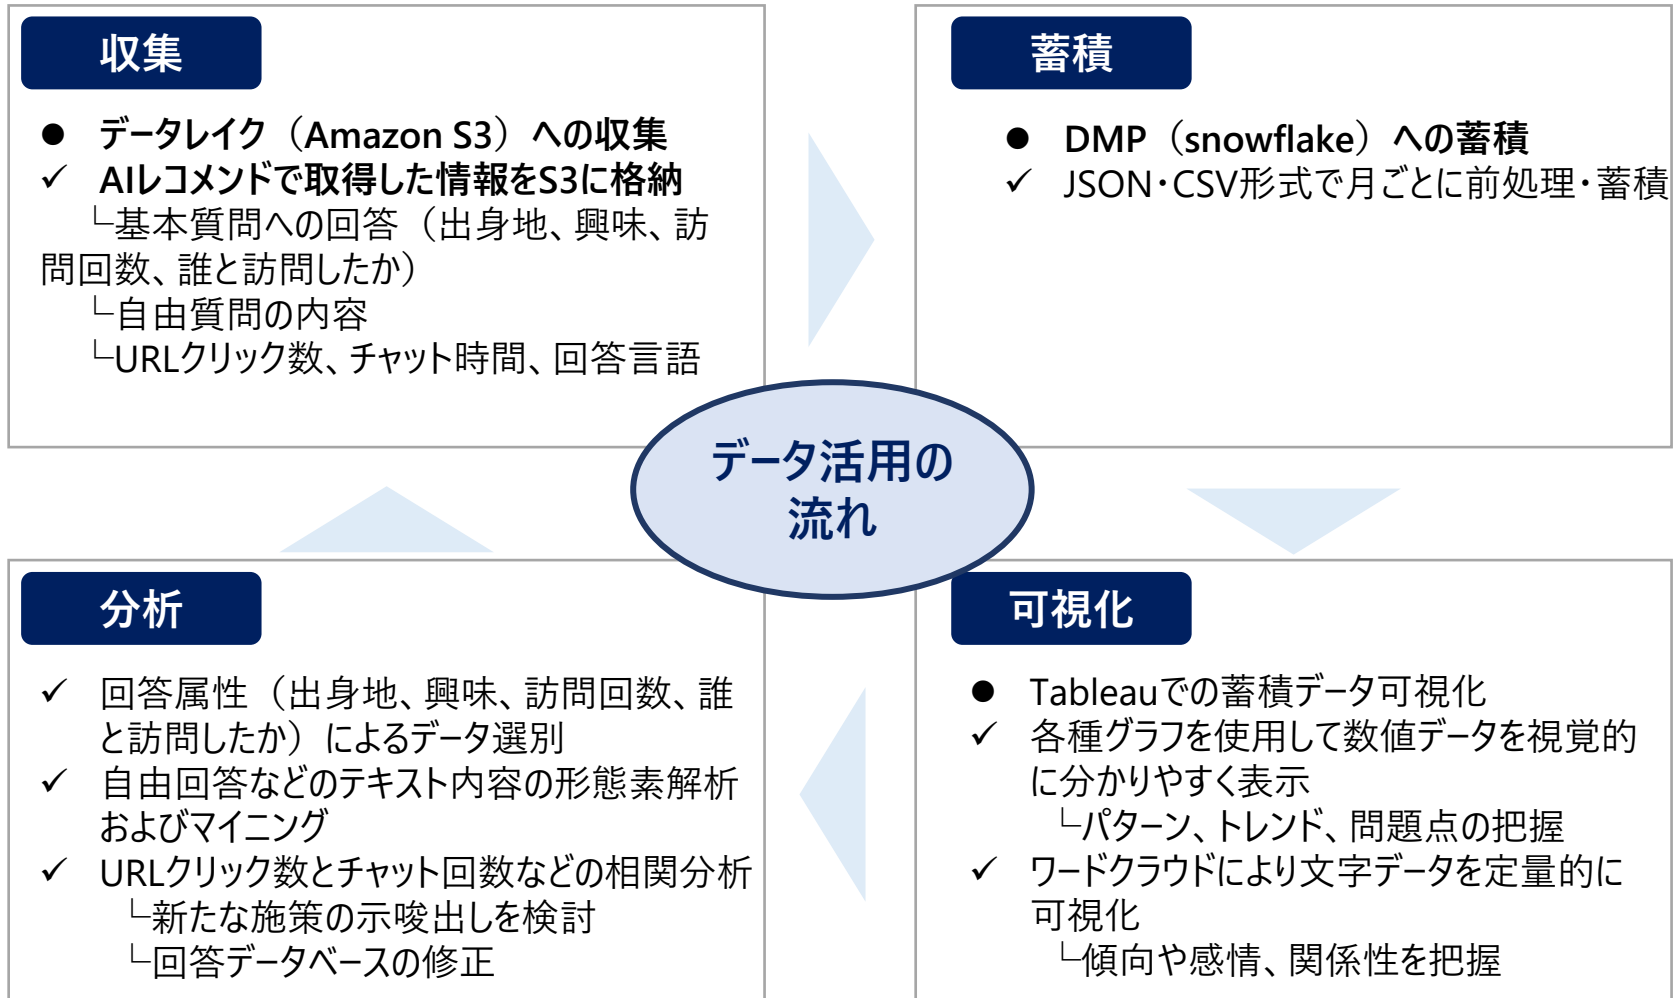 収集
● データレイク（Amazon S3）への収集
✓ AIレコメンドで取得した情報をS3に格納
└基本質問への回答（出身地、興味、訪
問回数、誰と訪問したか）
└自由質問の内容
└URLクリック数、チャット時間、回答言語
蓄積
● DMP（snowflake）への蓄積
✓ JSON・CSV形式で月ごとに前処理・蓄積
データ活用の
流れ
分析
✓ 回答属性（出身地、興味、訪問回数、誰
と訪問したか）によるデータ選別
✓ 自由回答などのテキスト内容の形態素解析
およびマイニング
✓ URLクリック数とチャット回数などの相関分析
└新たな施策の示唆出しを検討
└回答データベースの修正
可視化
● Tableauでの蓄積データ可視化
✓ 各種グラフを使用して数値データを視覚的
に分かりやすく表示
└パターン、トレンド、問題点の把握
✓ ワードクラウドにより文字データを定量的に
可視化
└傾向や感情、関係性を把握